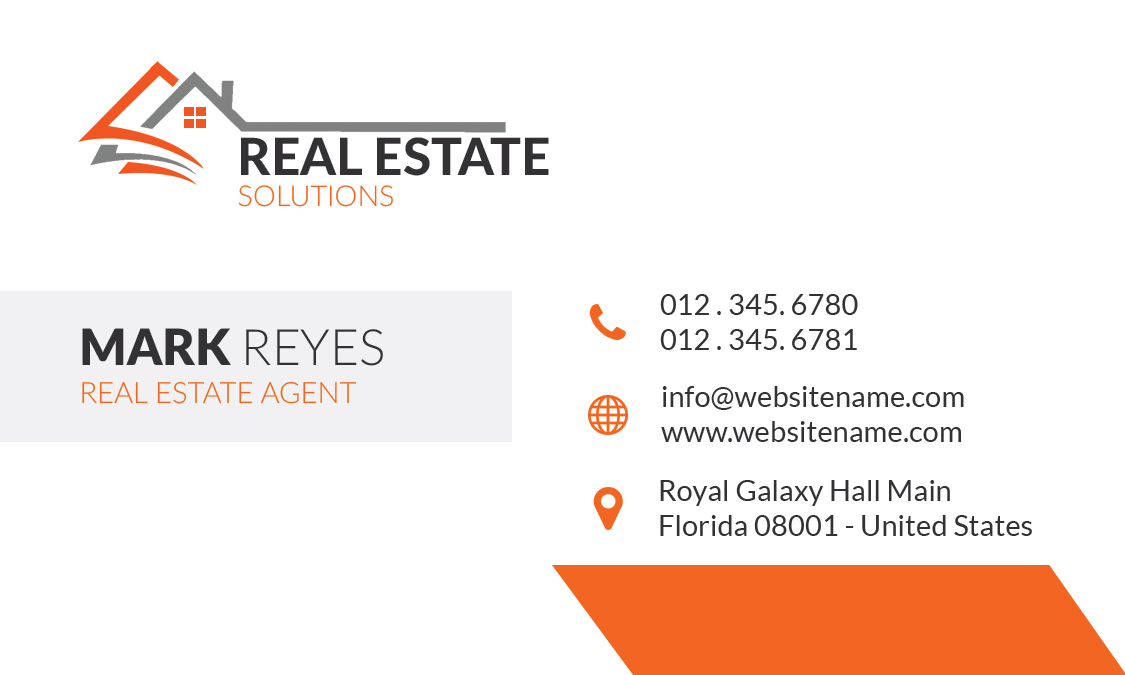 REAL ESTATE
SOLUTIONS
MARK REYES
REAL ESTATE AGENT
012 . 345. 6780
012 . 345. 6781
info@websitename.com
www.websitename.com
Royal Galaxy Hall Main
Florida 08001 - United States